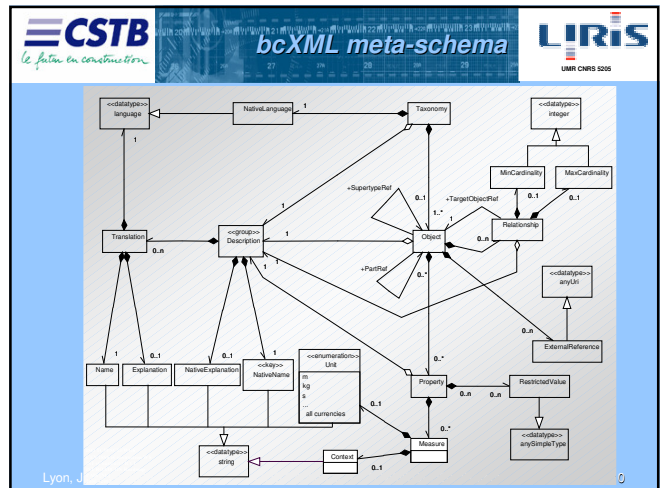 CSTB
le futur en construction
bcXML meta-schema
LIRIS
UMR CNRS 5205
<<datatype>>
language
NativeLanguage
1
Taxonomy
<<datatype>>
integer
1
MinCardinality
MaxCardinality
+SupertypeRef
0..1
1..*
+TargetObjectRef
1
0..1
0..1
1
Translation
0..n
<<group>>
Description
1
1
Object
0..n
Relationship
1
1
+PartRef
0..*
<<datatype>>
anyUri
0..n
ExternalReference
1
0..1
0..1
1
<<enumeration>>
Unit
m
kg
s
...
all currencies
0..*
Name
Explanation
NativeExplanation
<<key>>
NativeName
Property
0..n
0..n
RestrictedValue
0..1
0..*
<<datatype>>
string
Context
0..1
Measure
<<datatype>>
anySimpleType
Lyon, J
0